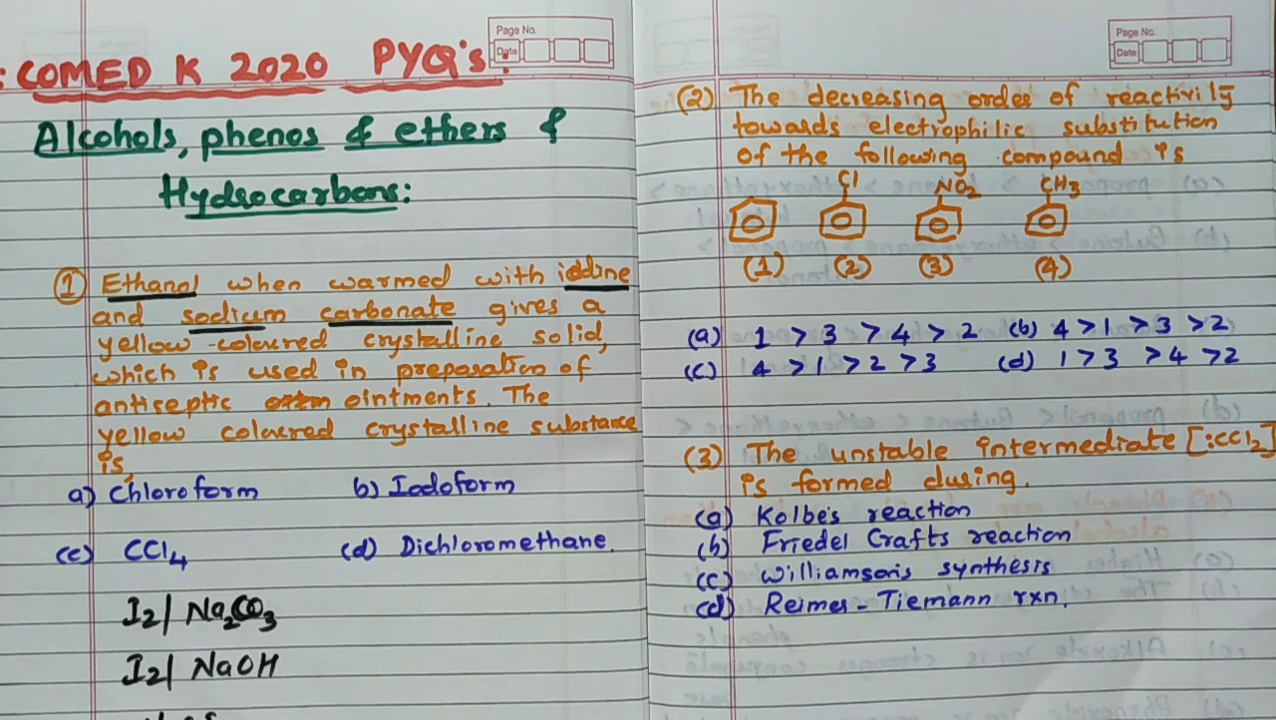 Page No.
Date
: COMED K 2020 PYQ's :
Alcohols, phenos & ethers &
Hydrocarbons:
① Ethanol when warmed with iddine
and sodium carbonate gives a
yellow-coloured crystalline solid,
which is used in preparation of
antiseptic ointments. The
yellow coloured crystalline substance
is,
a) Chloroform b) Iodoform
(c) CCl4 (d) Dichloromethane.
I2| Na2CO3
I2| NaOH
Page No.
Date
(2) The decreasing order of reactivity
towards electrophilic substitution
of the following compound is
Cl NO2 CH3
(1) (2) (3) (4)
(a) 1 > 3 > 4 > 2 (b) 4 > 1 > 3 > 2
(c) 4 > 1 > 2 > 3 (d) 1 > 3 > 4 > 2
(3) The unstable intermediate [:CCl2]
is formed during.
(a) Kolbe's reaction
(b) Friedel Crafts reaction
(c) Williamson's synthesis
(d) Reimer-Tiemann rxn.